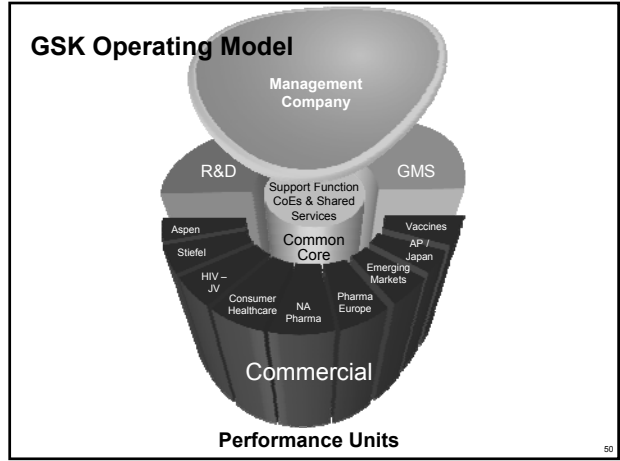 GSK Operating Model
Management
Company
R&D
GMS
Support Function
CoEs & Shared
Services
Common
Core
Aspen
Stiefel
HIV –
JV
Consumer
Healthcare
NA
Pharma
Pharma
Europe
Emerging
Markets
AP /
Japan
Vaccines
Commercial
Performance Units
50